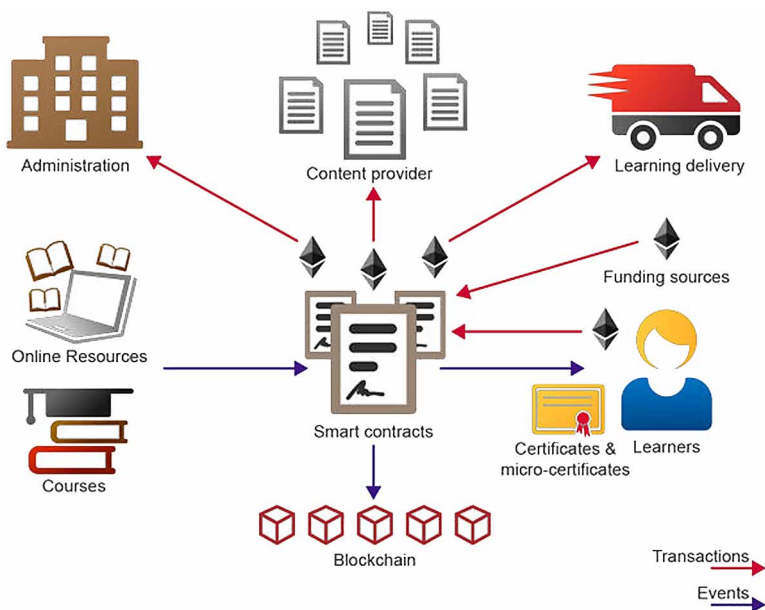 Administration
Content provider
Learning delivery
Funding sources
Online Resources
Smart contracts
Certificates &
micro-certificates
Learners
Courses
Blockchain
Transactions
Events